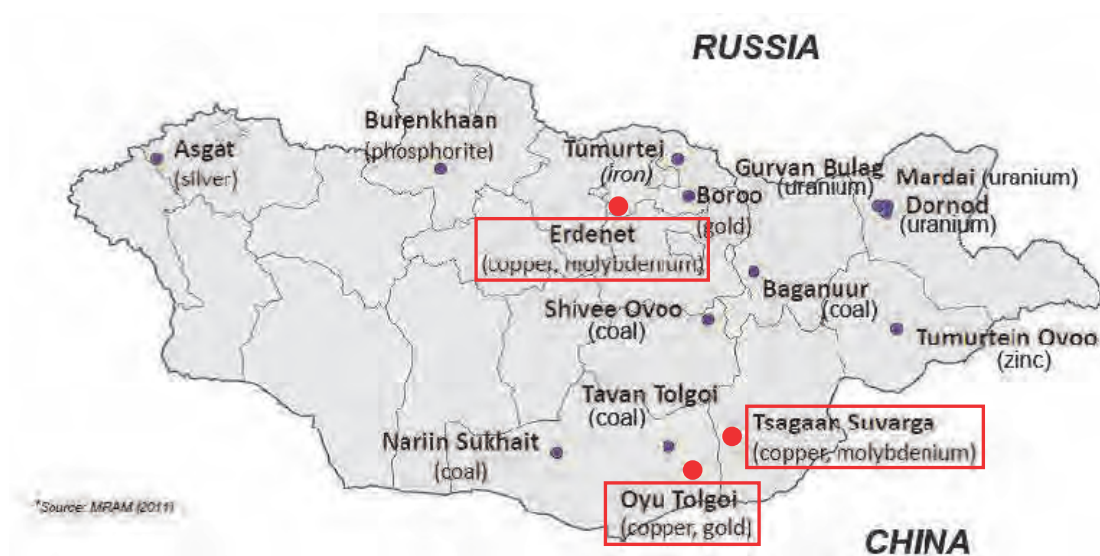 RUSSIA
Burenkhaan
(phosphorite)
Asgat
(silver)
Tumurtei
(iron)
Gurvan Bulag
(uranium)
Mardai (uranium)
Dornod
(uranium)
Boroo
(gold)
Erdenet
(copper, molybdenium)
Baganuur
(coal)
Shivee Ovoo
(coal)
Tumurtein Ovoo
(zinc)
Tavan Tolgoi
(coal)
Tsagaan Suvarga
(copper, molybdenium)
Nariin Sukhait
(coal)
Oyu Tolgoi
(copper, gold)
*Source: MRAM (2011)
CHINA